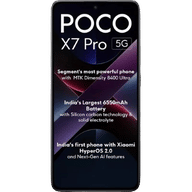 POCO
X7 Pro 5G
Segment's most powerful phone
with MTK Dimensity 8400 Ultra
India's Largest 6550mAh
Battery
with Silicon carbon technology &
solid electrolyte
India's first phone with Xiaomi
HyperOS 2.0
and Next-Gen AI features